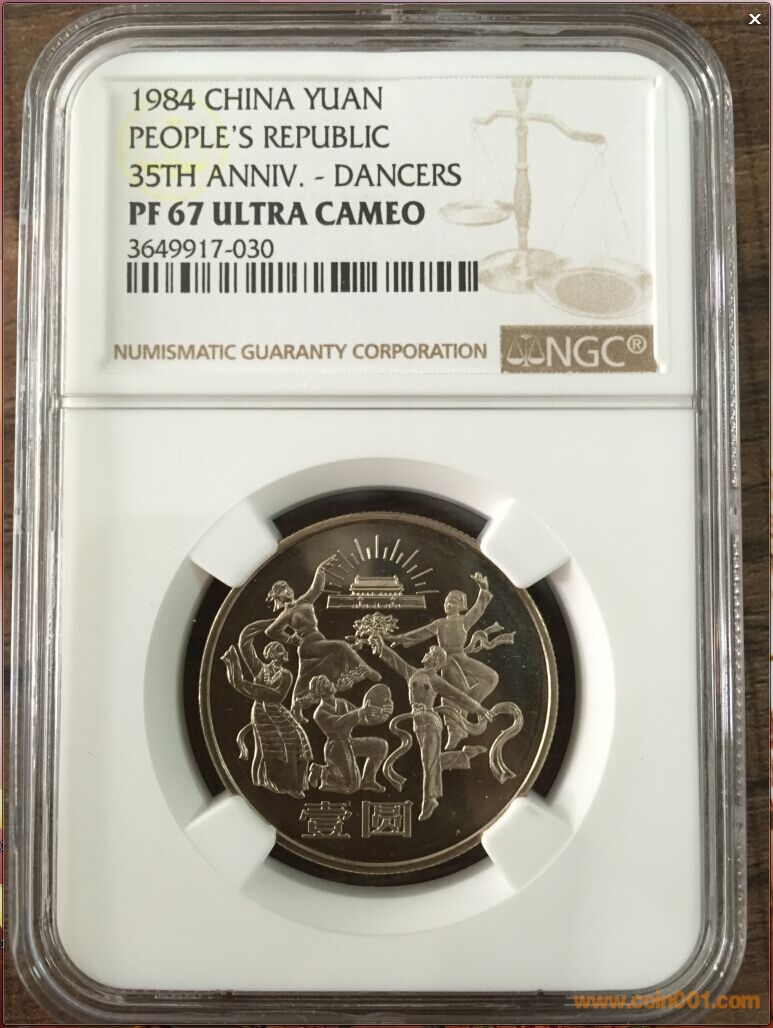 1984 CHINA YUAN
PEOPLE'S REPUBLIC
35TH ANNIV. - DANCERS
PF 67 ULTRA CAMEO
3649917-030
NUMISMATIC GUARANTY CORPORATION
NGC®
壹圆
www.coin001.com